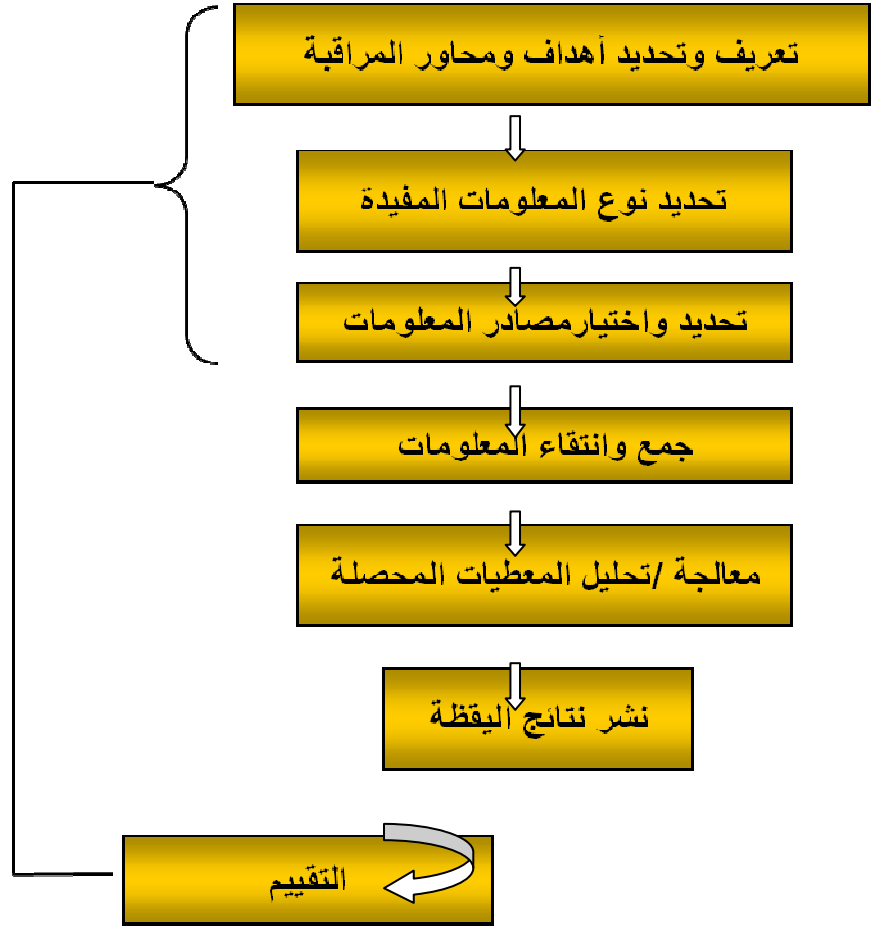 تعريف وتحديد أهداف ومحاور المراقبة
تحديد نوع المعلومات المفيدة
تحديد واختيارمصادر المعلومات
جمع وانتقاء المعلومات
معالجة /تحليل المعطيات المحصلة
نشر نتائج اليقظة
التقييم